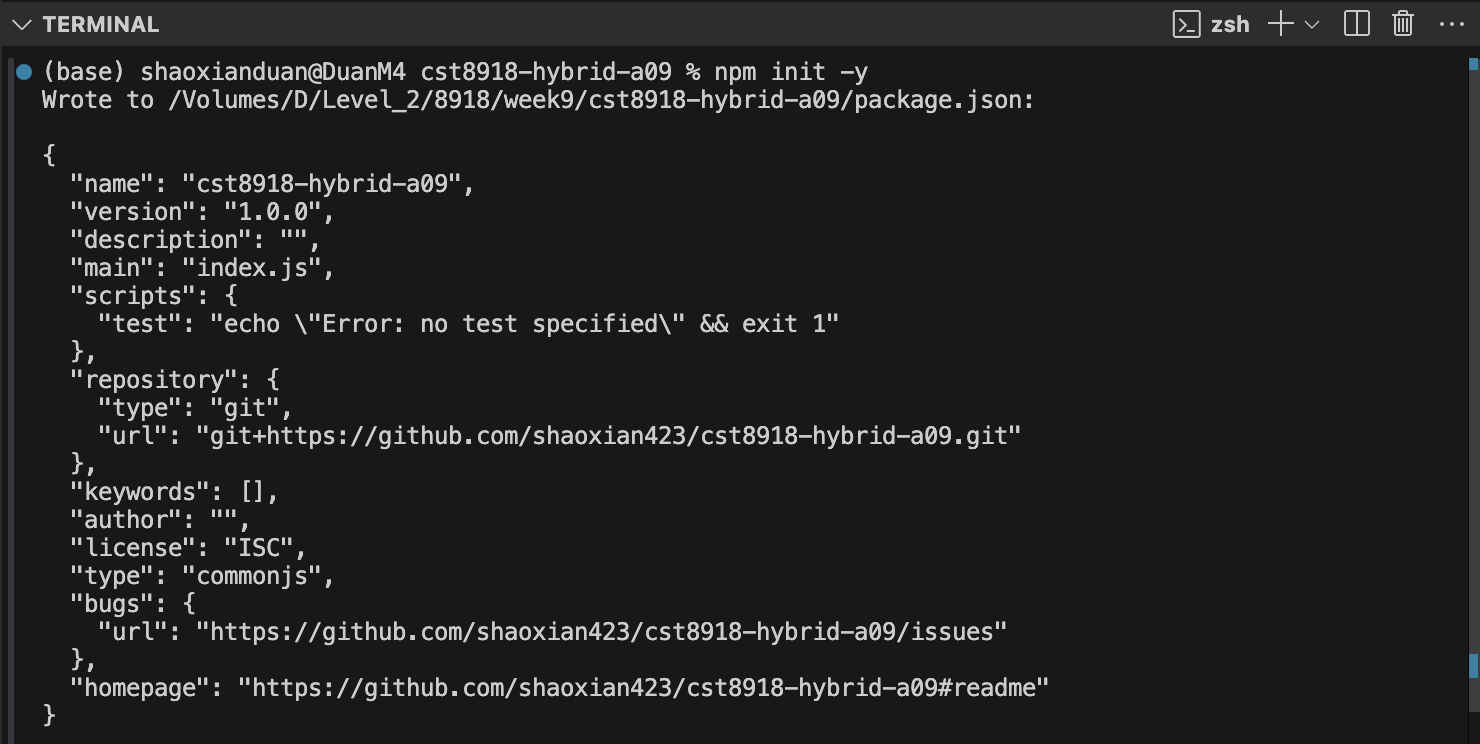 TERMINAL
zsh
(base) shaoxianduan@DuanM4 cst8918-hybrid-a09 % npm init -y
Wrote to /Volumes/D/Level_2/8918/week9/cst8918-hybrid-a09/package.json:

{
  "name": "cst8918-hybrid-a09",
  "version": "1.0.0",
  "description": "",
  "main": "index.js",
  "scripts": {
    "test": "echo \"Error: no test specified\" && exit 1"
  },
  "repository": {
    "type": "git",
    "url": "git+https://github.com/shaoxian423/cst8918-hybrid-a09.git"
  },
  "keywords": [],
  "author": "",
  "license": "ISC",
  "type": "commonjs",
  "bugs": {
    "url": "https://github.com/shaoxian423/cst8918-hybrid-a09/issues"
  },
  "homepage": "https://github.com/shaoxian423/cst8918-hybrid-a09#readme"
}